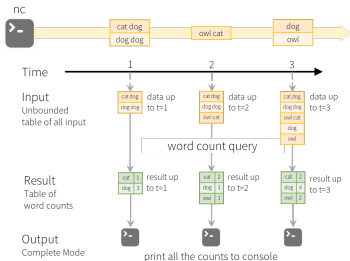 nc
cat dog
dog dog
owl cat
dog
owl
Time
1
2
3
Input
Unbounded
table of all input
cat dog
dog dog
data up
to t=1
cat dog
dog dog
owl cat
data up
to t=2
cat dog
dog dog
owl cat
dog
owl
data up
to t=3
word count query
Result
Table of
word counts
cat 1
dog 3
result up
to t=1
cat 2
dog 3
owl 1
result up
to t=2
cat 2
dog 4
owl 2
result up
to t=3
Output
Complete Mode
print all the counts to console